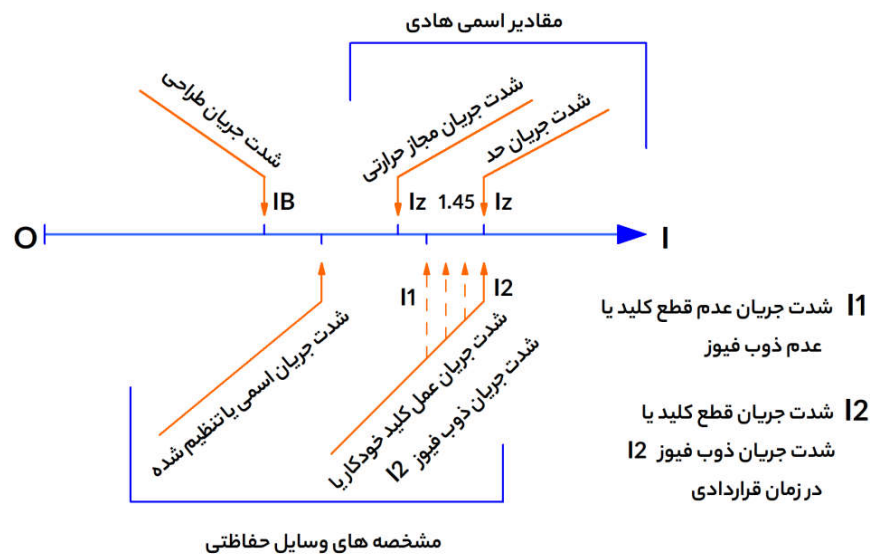 مقادیر اسمی هادی
شدت جریان طراحی
شدت جریان مجاز حرارتی
شدت جریان حد
IB
Iz
1.45 Iz
O
I
I1
I2
شدت جریان اسمی یا تنظیم شده
شدت جریان عمل کلید خودکار یا
شدت جریان ذوب فیوز I2
مشخصه های وسایل حفاظتی
I1 شدت جریان عدم قطع کلید یا
عدم ذوب فیوز
I2 شدت جریان قطع کلید یا
شدت جریان ذوب فیوز I2
در زمان قراردادی